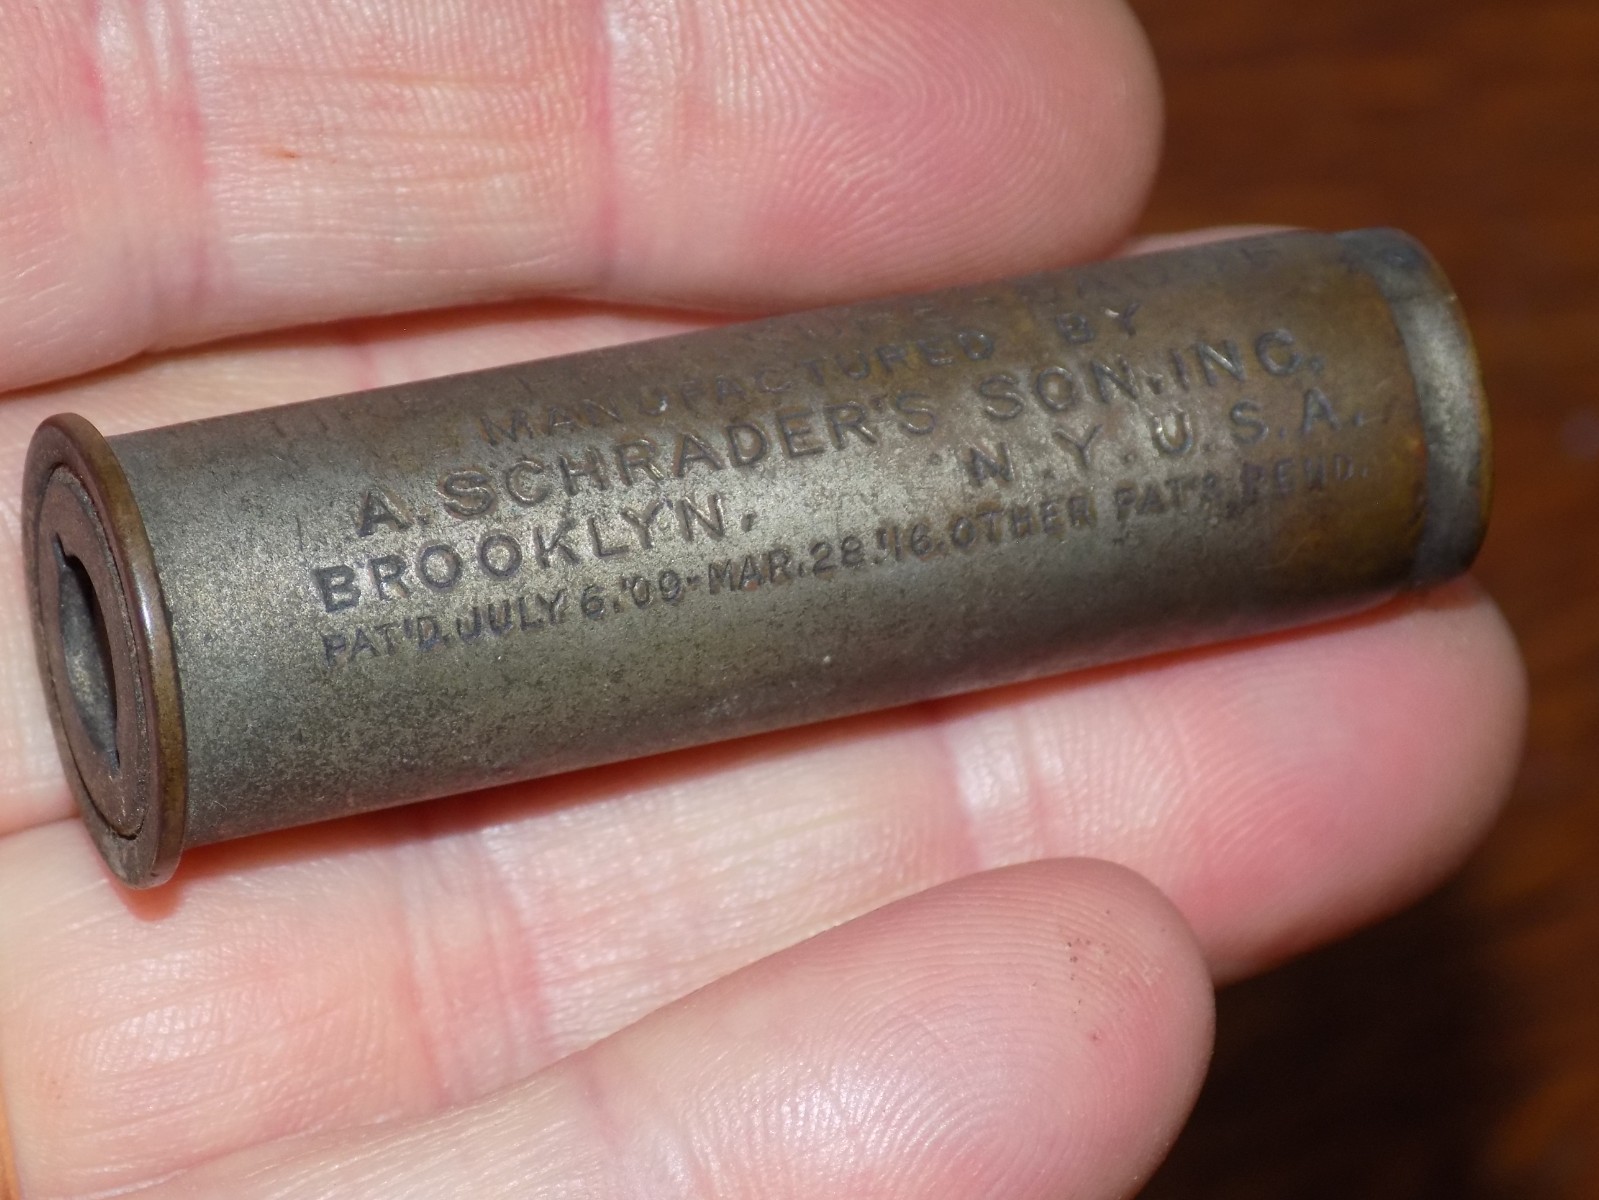 MANUFACTURED BY
A. SCHRADER'S SON. INC.
BROOKLYN. N.Y. U.S.A.
PAT'D. JULY 6.'09-MAR. 28.'16. OTHER PAT'S. PEND.